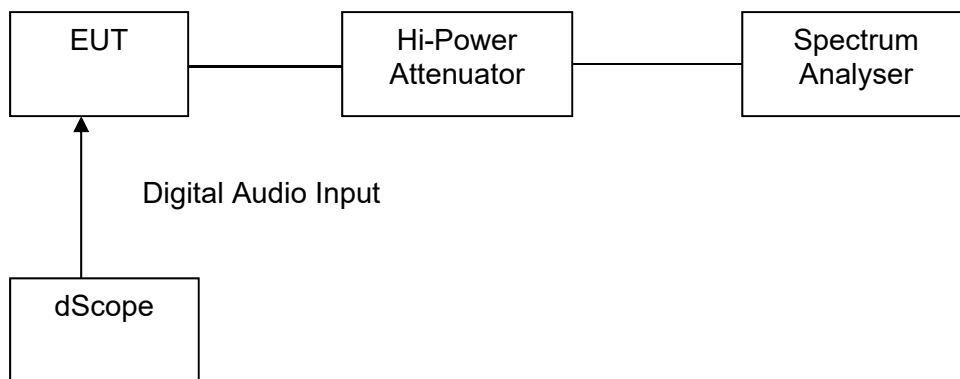 EUT
Hi-Power
Attenuator
Spectrum
Analyser
Digital Audio Input
dScope